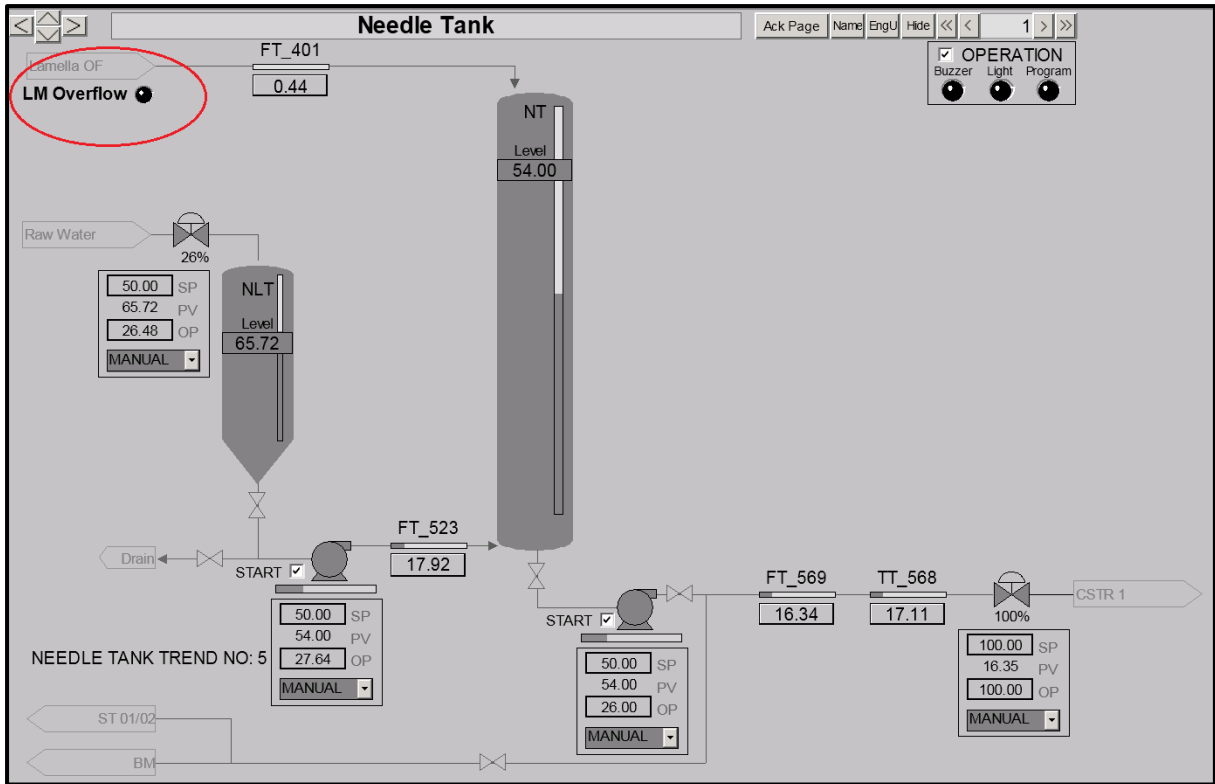 < > Needle Tank Ack Page Name EngU Hide << < 1 > >>
Lamella OF
LM Overflow
FT_401
0.44
OPERATION
Buzzer Light Program
NT
Level
54.00
Raw Water
26%
50.00 SP
65.72 PV
26.48 OP
MANUAL
NLT
Level
65.72
Drain
START
FT_523
17.92
50.00 SP
54.00 PV
27.64 OP
MANUAL
NEEDLE TANK TREND NO: 5
START
50.00 SP
54.00 PV
26.00 OP
MANUAL
FT_569
16.34
TT_568
17.11
100%
CSTR 1
100.00 SP
16.35 PV
100.00 OP
MANUAL
ST 01/02
BM